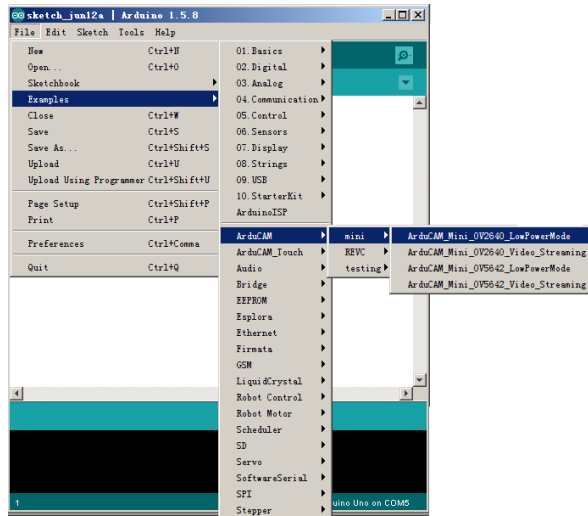 sketch_jun12a | Arduino 1.5.8
File Edit Sketch Tools Help
New Ctrl+N
Open... Ctrl+O
Sketchbook
Examples
Close Ctrl+W
Save Ctrl+S
Save As... Ctrl+Shift+S
Upload Ctrl+U
Upload Using Programmer Ctrl+Shift+U
Page Setup Ctrl+Shift+P
Print Ctrl+P
Preferences Ctrl+Comma
Quit Ctrl+Q
01. Basics
02. Digital
03. Analog
04. Communication
05. Control
06. Sensors
07. Display
08. Strings
09. USB
10. StarterKit
ArduinoISP
ArduCAM
ArduCAM_Touch
Audio
Bridge
EEPROM
Esplora
Ethernet
Firmata
GSM
LiquidCrystal
Robot Control
Robot Motor
Scheduler
SD
Servo
SoftwareSerial
SPI
Stepper
mini
REVC
testing
ArduCAM_Mini_OV2640_LowPowerMode
ArduCAM_Mini_OV2640_Video_Streaming
ArduCAM_Mini_OV5642_LowPowerMode
ArduCAM_Mini_OV5642_Video_Streaming
1
uino Uno on COM5